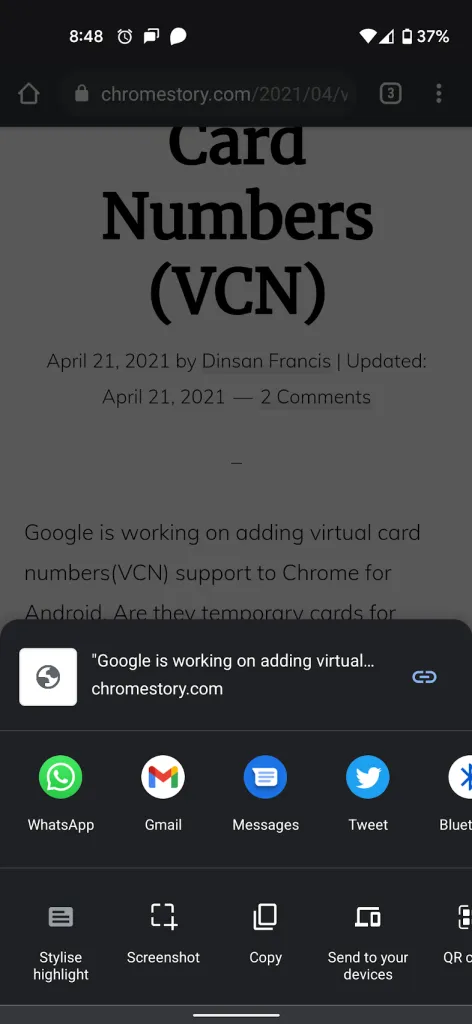 8:48 37%
chromestory.com/2021/04/v 3
Card
Numbers
(VCN)
April 21, 2021 by Dinsan Francis | Updated:
April 21, 2021 — 2 Comments
–
Google is working on adding virtual card
numbers(VCN) support to Chrome for
Android. Are they temporary cards for
"Google is working on adding virtual...
chromestory.com
WhatsApp Gmail Messages Tweet Bluet
Stylise Screenshot Copy Send to your QR c
highlight devices